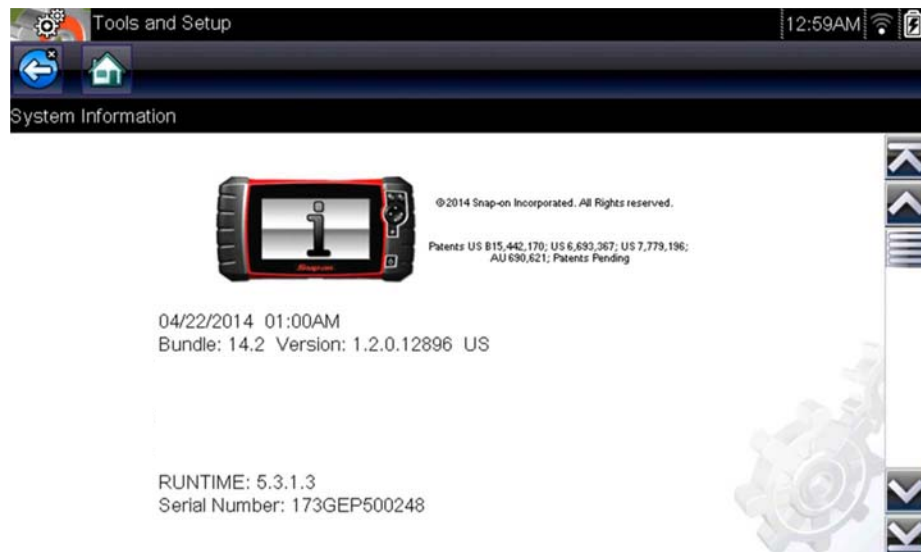 Tools and Setup
12:59AM
System Information
©2014 Snap-on Incorporated. All Rights reserved.
Patents US B15,442,170; US 6,693,367; US 7,779,196;
AU 690,621; Patents Pending
Snap-on
04/22/2014 01:00AM
Bundle: 14.2 Version: 1.2.0.12896 US
RUNTIME: 5.3.1.3
Serial Number: 173GEP500248